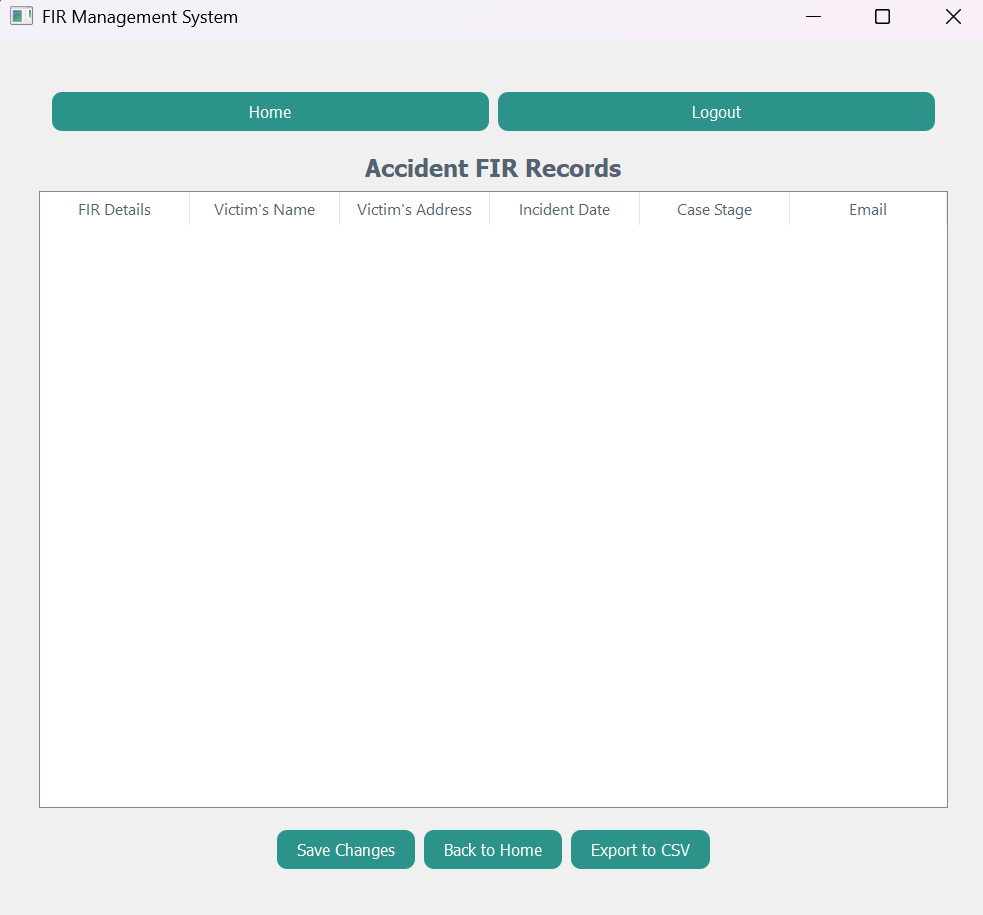 FIR Management System
Home Logout
Accident FIR Records
FIR Details Victim's Name Victim's Address Incident Date Case Stage Email
Save Changes Back to Home Export to CSV